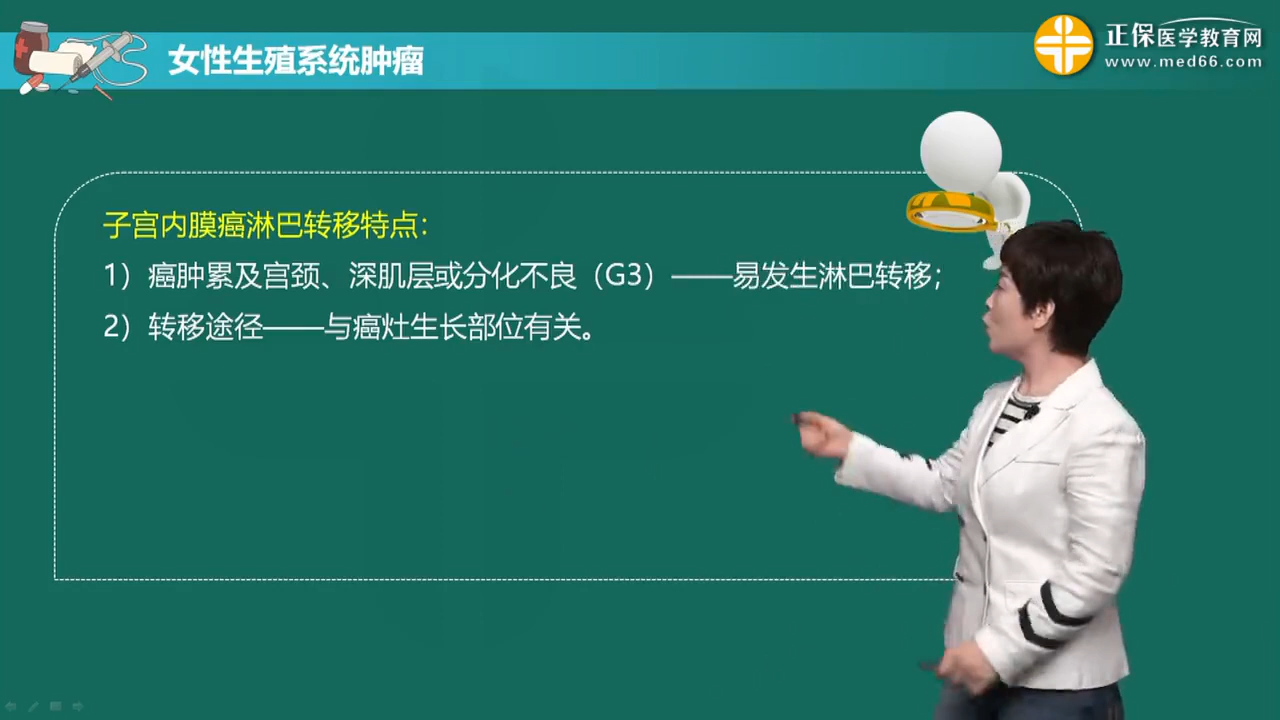 女性生殖系统肿瘤
正保医学教育网
www.med66.com
子宫内膜癌淋巴转移特点：
1）癌肿累及宫颈、深肌层或分化不良（G3）——易发生淋巴转移；
2）转移途径——与癌灶生长部位有关。